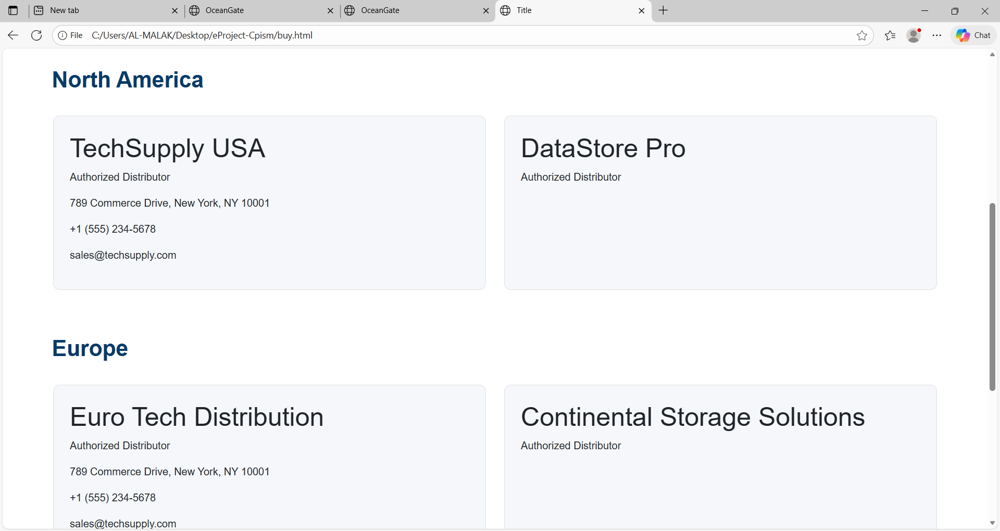 New tab
OceanGate
OceanGate
Title
File
C:/Users/AL-MALAK/Desktop/eProject-Cpism/buy.html
Chat
North America
TechSupply USA
Authorized Distributor
789 Commerce Drive, New York, NY 10001
+1 (555) 234-5678
sales@techsupply.com
DataStore Pro
Authorized Distributor
Europe
Euro Tech Distribution
Authorized Distributor
789 Commerce Drive, New York, NY 10001
+1 (555) 234-5678
sales@techsupply.com
Continental Storage Solutions
Authorized Distributor